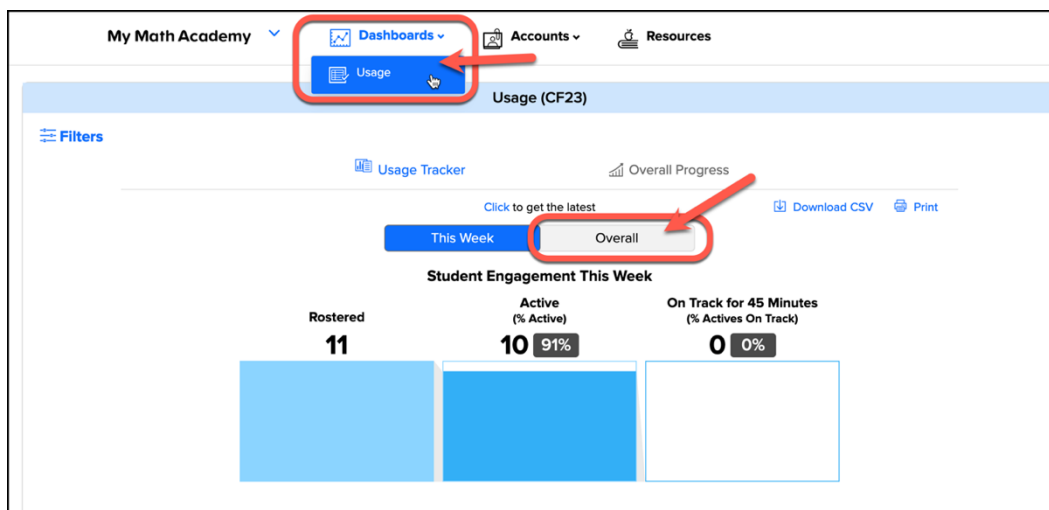 My Math Academy Dashboards Accounts Resources
Usage
Usage (CF23)
Filters
Usage Tracker Overall Progress
Click to get the latest Download CSV Print
This Week Overall
Student Engagement This Week
Rostered Active On Track for 45 Minutes
(% Active) (% Actives On Track)
11 10 91% 0 0%